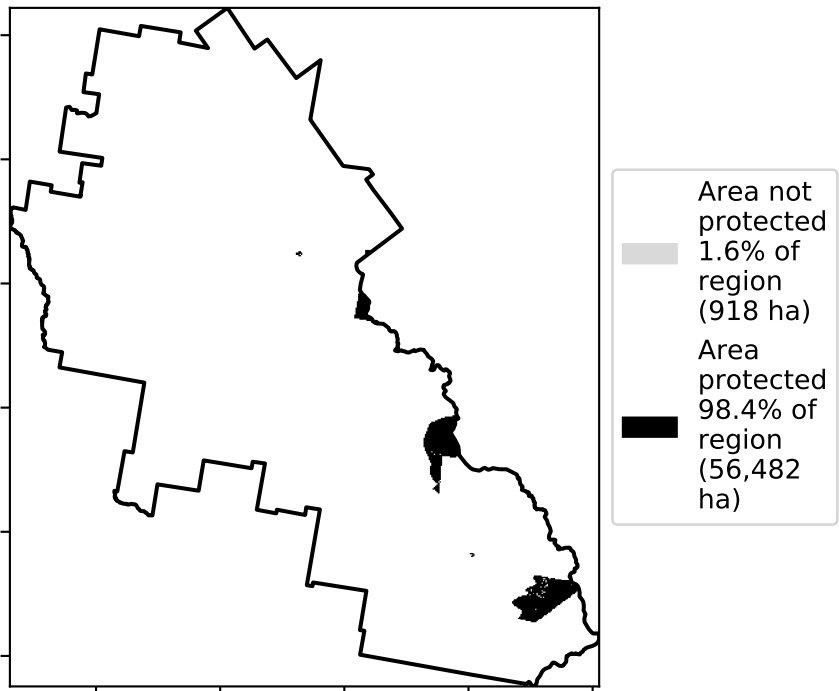 Area not
protected
1.6% of
region
(918 ha)
Area
protected
98.4% of
region
(56,482
ha)